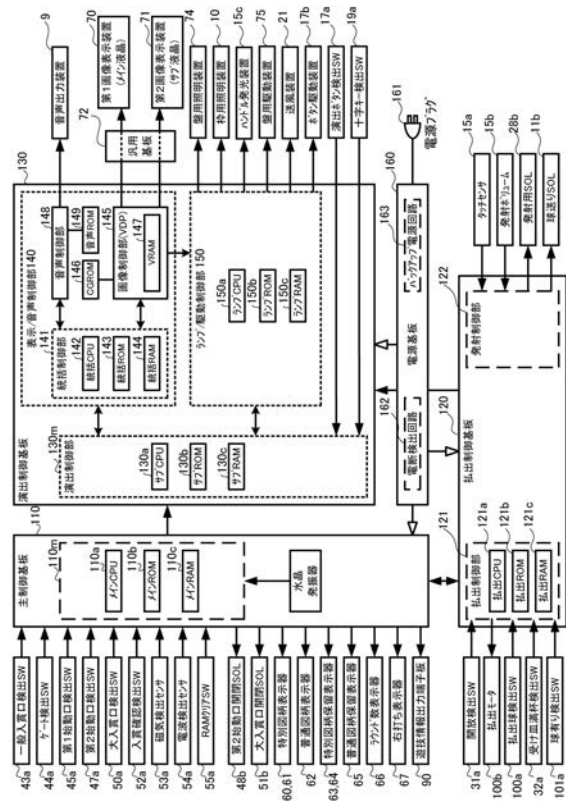 43a 一般入賞口検出SW
44a ゲート検出SW
45a 第1始動口検出SW
47a 第2始動口検出SW
50a 大入賞口検出SW
52a 入賞確認検出SW
53a 磁気検出センサ
54a 電波検出センサ
55a RAMクリアSW
48b 第2始動口開閉SOL
51b 大入賞口開閉SOL
60,61 特別図柄表示器
62 普通図柄表示器
63,64 特別図柄保留表示器
65 普通図柄保留表示器
66 ラウンド数表示器
67 右打ち表示器
90 遊技情報出力端子板
主制御基板 110
110m
110a メインCPU
110b メインROM
110c メインRAM
水晶
発振器
演出制御基板 130
130m
演出制御部
130a サブCPU
130b サブROM
130c サブRAM
表示/音声制御部140
141
統括制御部
142 統括CPU
143 統括ROM
144 統括RAM
148
音声制御部
149
音声ROM
146
CGROM
145
画像制御部(VDP)
147
VRAM
ランプ/駆動制御部 150
150a ランプCPU
150b ランプROM
150c ランプRAM
72
汎用
基板
音声出力装置 9
第1画像表示装置
(メイン液晶) 70
第2画像表示装置
(サブ液晶) 71
盤用照明装置 74
枠用照明装置 10
ハンドル発光装置 15c
盤用駆動装置 75
送風装置 21
ボタン駆動装置 17b
演出ボタン検出SW 17a
十字キー検出SW 19a
電源基板 160
162
電断検出回路
163
バックアップ電源回路
161
電源プラグ
払出制御基板 120
121
払出制御部
121a 払出CPU
121b 払出ROM
121c 払出RAM
122
発射制御部
31a 開放検出SW
100b 払出モータ
100a 払出球検出SW
32a 受け皿満杯検出SW
101a 球有り検出SW
タッチセンサ 15a
発射ボリューム 15b
発射用SOL 28b
球送りSOL 11b